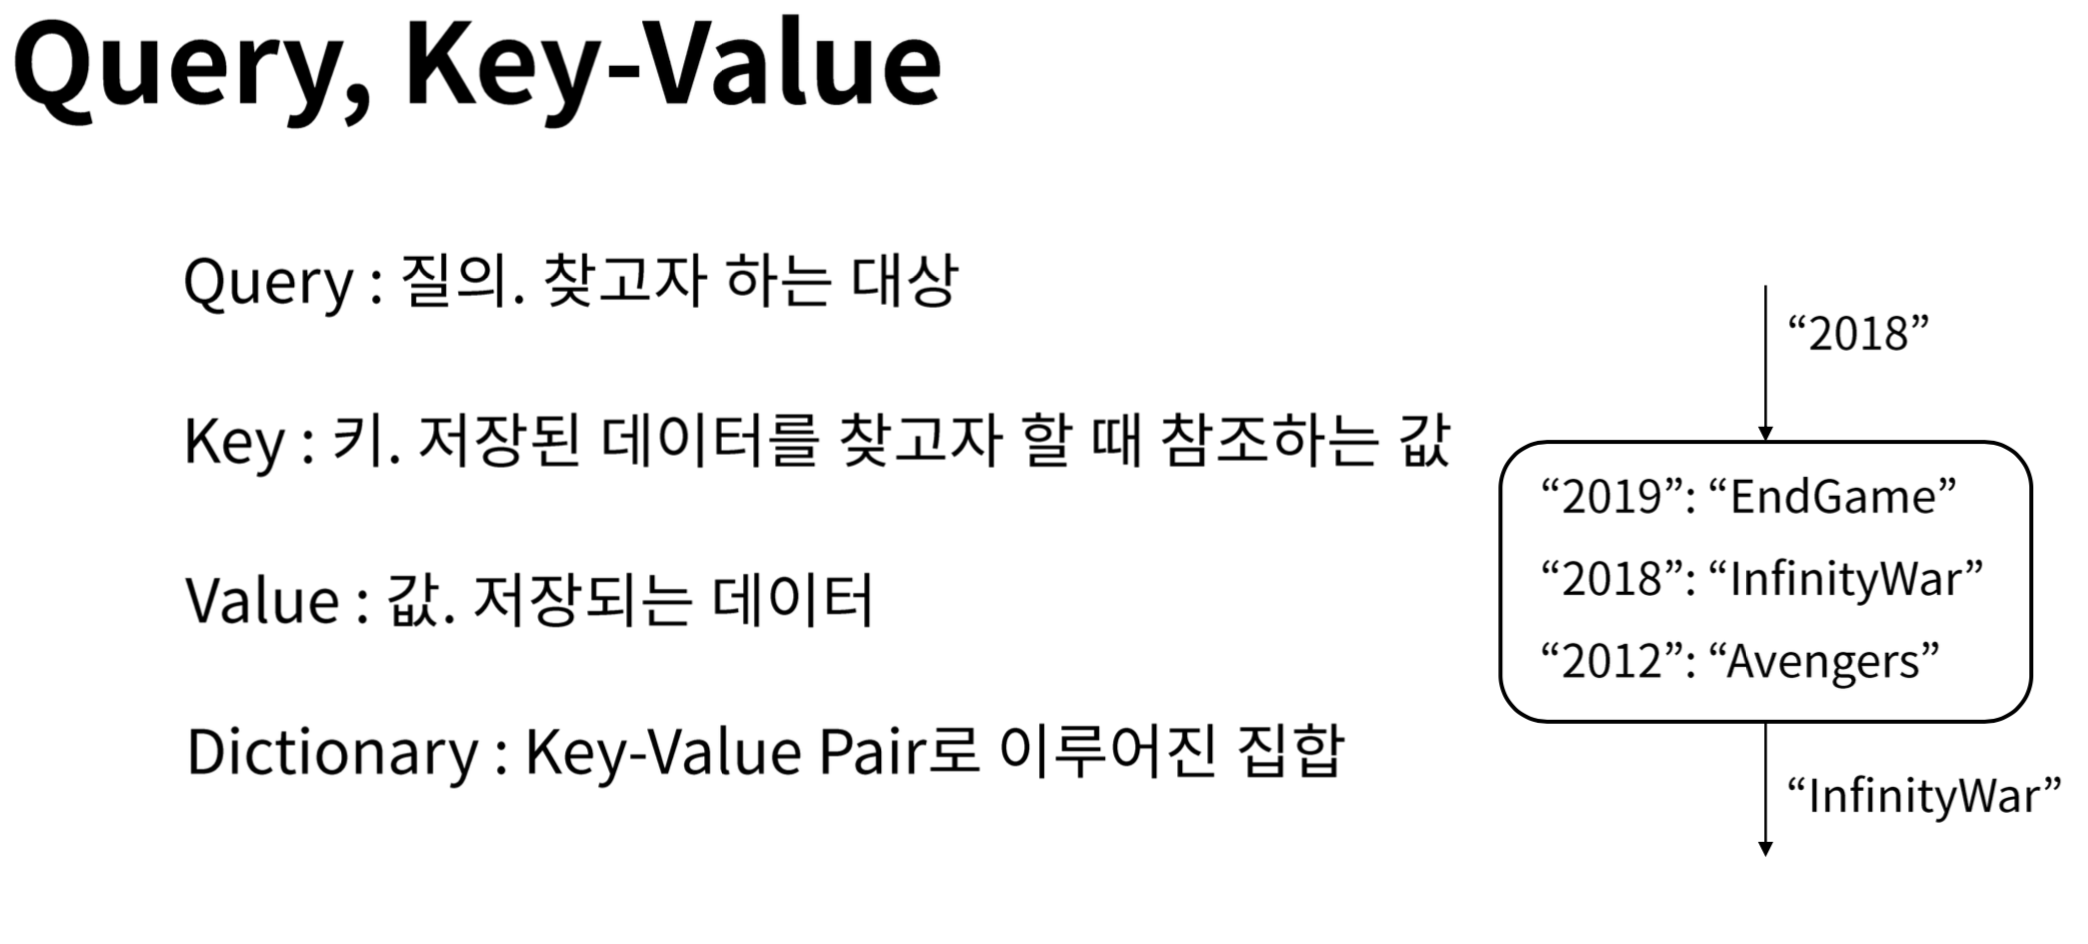 Query, Key-Value
Query : 질의. 찾고자 하는 대상
Key : 키. 저장된 데이터를 찾고자 할 때 참조하는 값
Value : 값. 저장되는 데이터
Dictionary : Key-Value Pair로 이루어진 집합
“2018”
“2019”: “EndGame”
“2018”: “InfinityWar”
“2012”: “Avengers”
“InfinityWar”